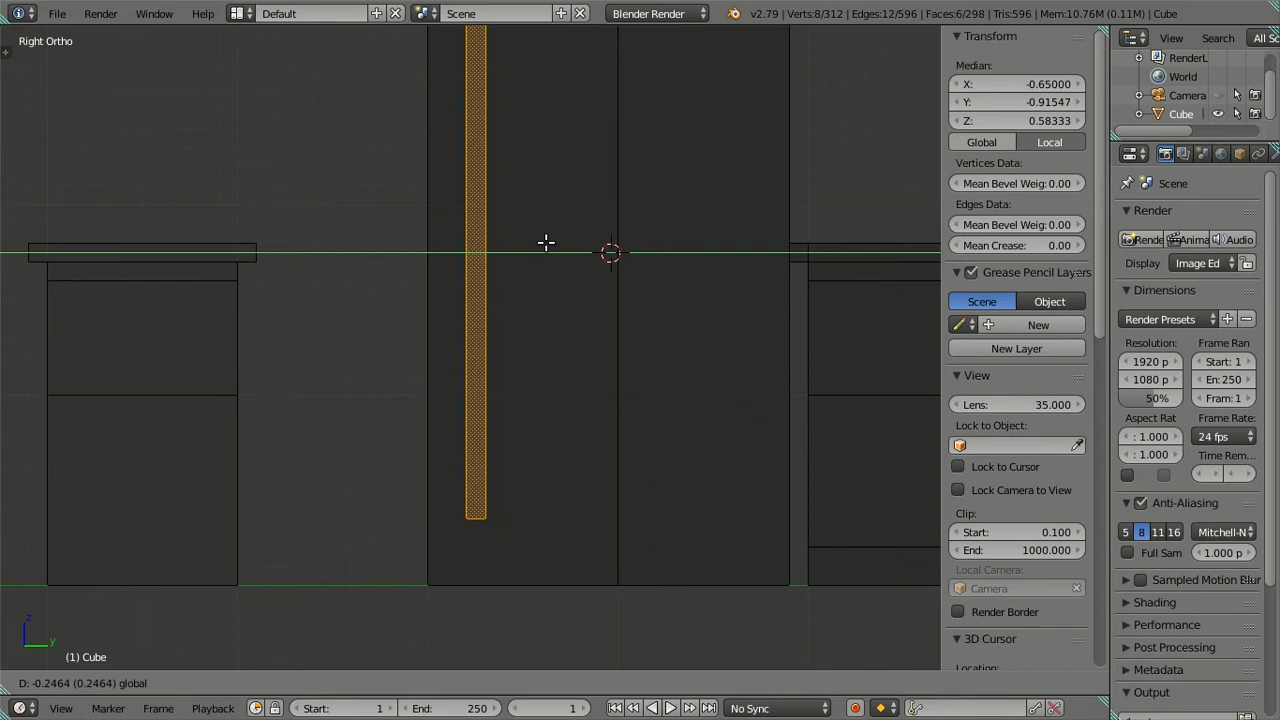 File Render Window Help Default Scene Blender Render v2.79 | Verts:8/312 | Edges:12/596 | Faces:6/298 | Tris:596 | Mem:10.76M (0.11M) | Cube
Right Ortho
Transform
Median:
X: -0.65000
Y: -0.91547
Z: 0.58333
Global Local
Vertices Data:
Mean Bevel Weig: 0.00
Edges Data:
Mean Bevel Weig: 0.00
Mean Crease: 0.00
Grease Pencil Layers
Scene Object
New
New Layer
View
Lens: 35.000
Lock to Object:
Lock to Cursor
Lock Camera to View
Clip:
Start: 0.100
End: 1000.000
Local Camera:
Camera
Render Border
3D Cursor
Location:
View Search All Sc
RenderL
World
Camera
Cube
Scene
Render
Rende Anima Audio
Display Image Ed
Dimensions
Render Presets
Resolution: Frame Ran
1920 p Start: 1
1080 p En: 250
50% Fram: 1
Aspect Rat Frame Rate:
: 1.000 24 fps
: 1.000 Time Rem...
Anti-Aliasing
5 8 11 16 Mitchell-N
Full Sam 1.000 p
Sampled Motion Blur
Shading
Performance
Post Processing
Metadata
Output
z
y
(1) Cube
D: -0.2464 (0.2464) global
View Marker Frame Playback Start: 1 End: 250 1 No Sync